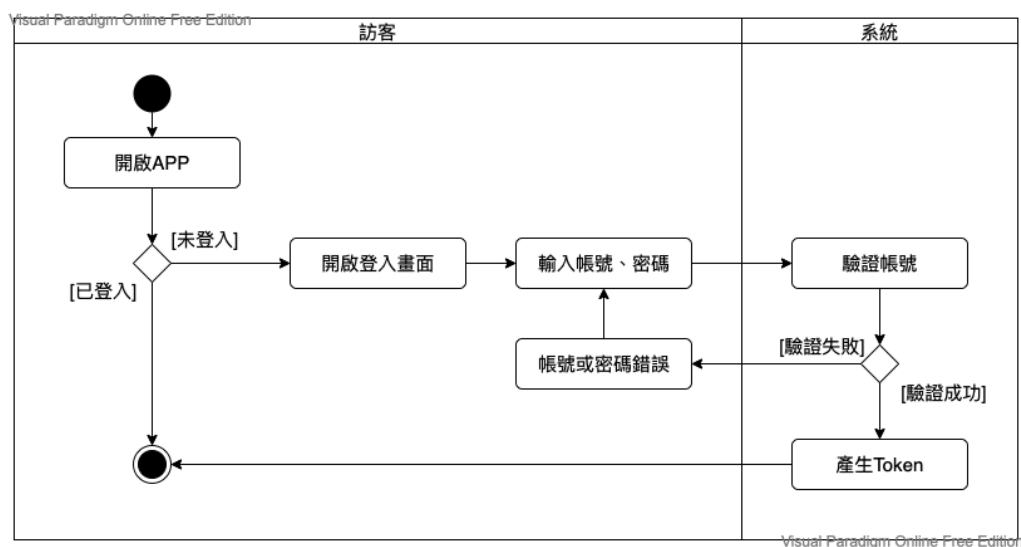 Visual Paradigm Online Free Edition
訪客
系統
開啟APP
[未登入]
[已登入]
開啟登入畫面
輸入帳號、密碼
驗證帳號
帳號或密碼錯誤
[驗證失敗]
[驗證成功]
產生Token
Visual Paradigm Online Free Edition